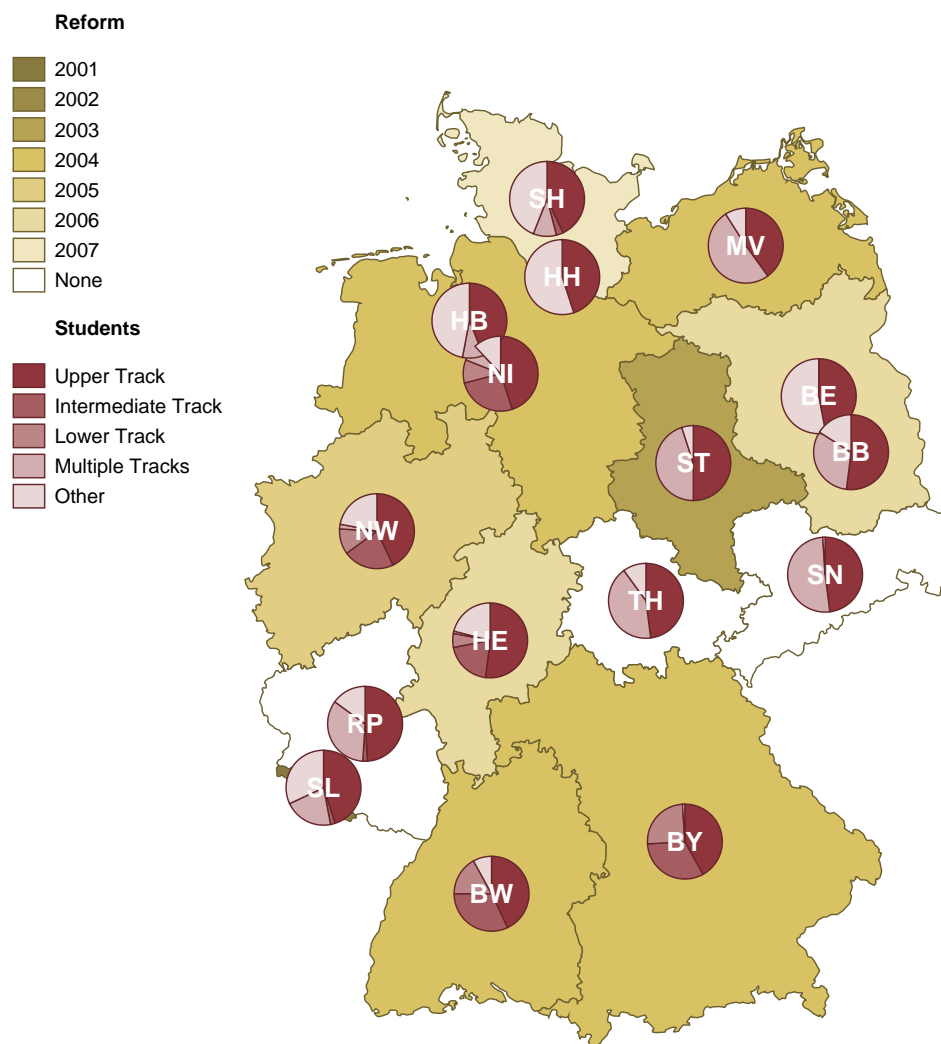 Reform
2001
2002
2003
2004
2005
2006
2007
None
Students
Upper Track
Intermediate Track
Lower Track
Multiple Tracks
Other
SH
MV
HH
HB
NI
BE
BB
ST
NW
SN
TH
HE
RP
SL
BY
BW